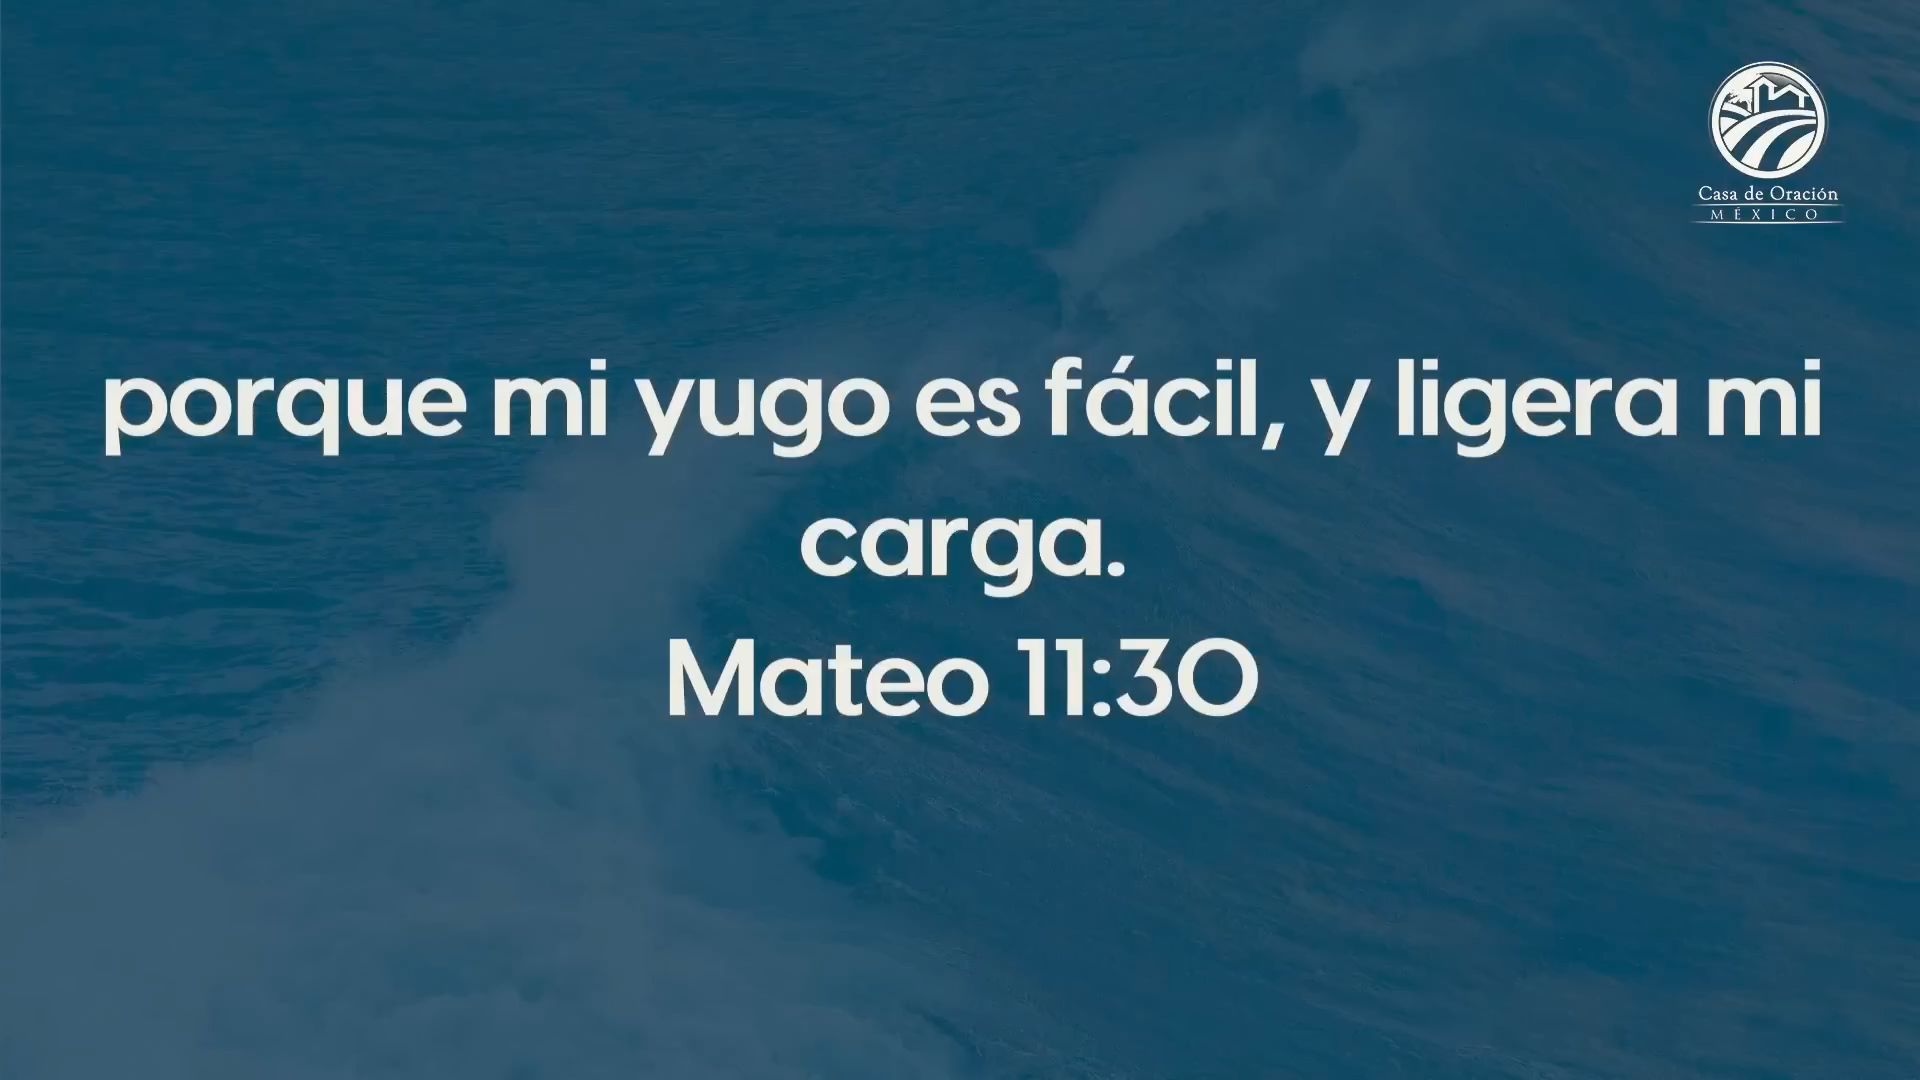 Casa de Oración
MÉXICO
porque mi yugo es fácil, y ligera mi
carga.
Mateo 11:30